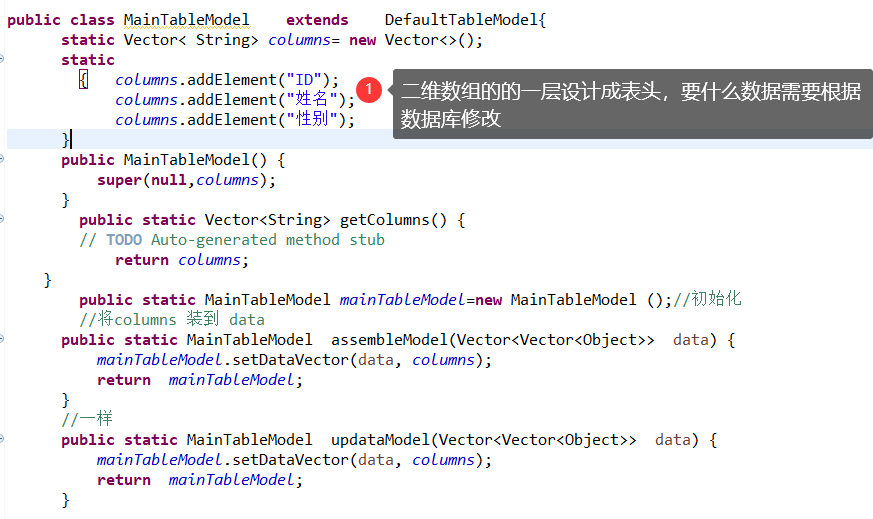 public class MainTableModel    extends    DefaultTableModel{
static Vector< String> columns= new Vector<>();
static
{   columns.addElement("ID");
columns.addElement("姓名");
columns.addElement("性别");
1
二维数组的的一层设计成表头，要什么数据需要根据
数据库修改
}
public MainTableModel() {
super(null,columns);
}
public static Vector<String> getColumns() {
// TODO Auto-generated method stub
return columns;
}
public static MainTableModel mainTableModel=new MainTableModel ();//初始化
//将columns 装到 data
public static MainTableModel  assembleModel(Vector<Vector<Object>>  data) {
mainTableModel.setDataVector(data, columns);
return  mainTableModel;
}
//一样
public static MainTableModel  updataModel(Vector<Vector<Object>>  data) {
mainTableModel.setDataVector(data, columns);
return  mainTableModel;
}